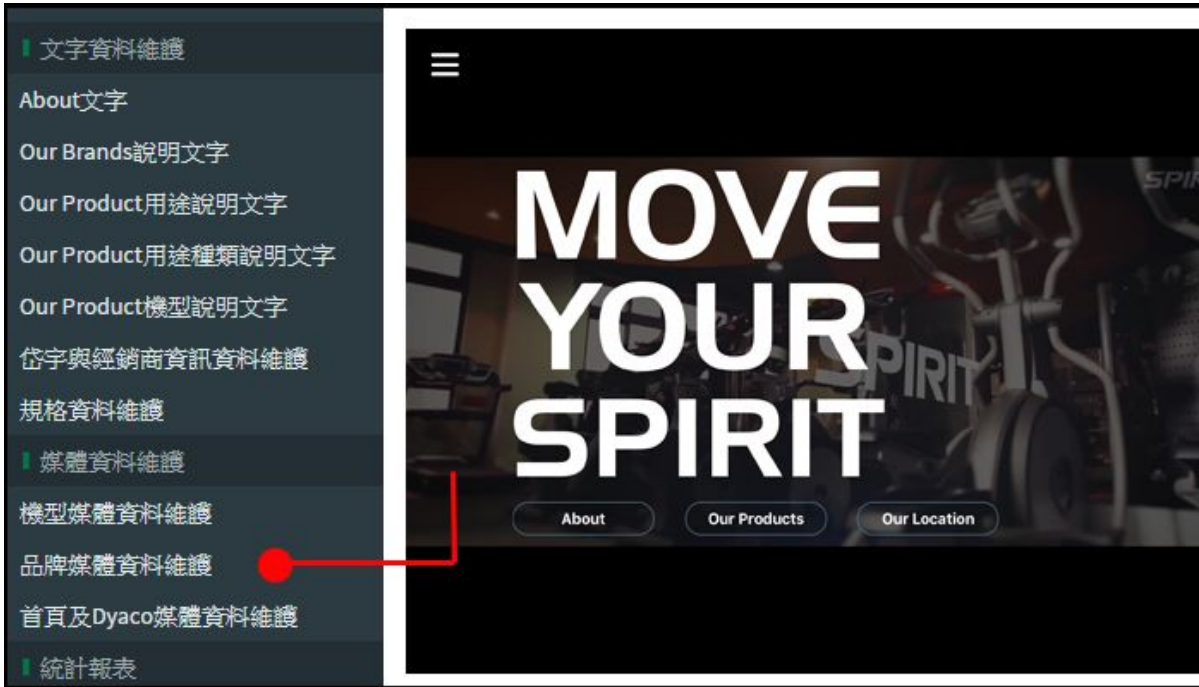 文字資料維護
About文字
Our Brands說明文字
Our Product用途說明文字
Our Product用途種類說明文字
Our Product機型說明文字
岱宇與經銷商資訊資料維護
規格資料維護
媒體資料維護
機型媒體資料維護
品牌媒體資料維護
首頁及Dyaco媒體資料維護
統計報表
SPIR
MOVE
YOUR
SPIRIT
SPIRIT
About
Our Products
Our Location